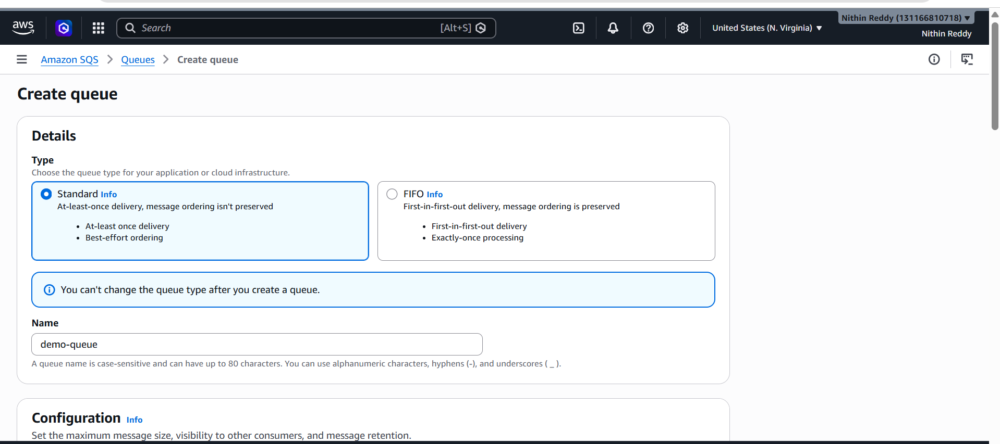 aws
Search [Alt+S]
United States (N. Virginia)
Nithin Reddy (131166810718)
Nithin Reddy
Amazon SQS Queues Create queue
Create queue
Details
Type
Choose the queue type for your application or cloud infrastructure.
Standard Info
At-least-once delivery, message ordering isn't preserved
• At-least once delivery
• Best-effort ordering
FIFO Info
First-in-first-out delivery, message ordering is preserved
• First-in-first-out delivery
• Exactly-once processing
You can't change the queue type after you create a queue.
Name
demo-queue
A queue name is case-sensitive and can have up to 80 characters. You can use alphanumeric characters, hyphens (-), and underscores ( _ ).
Configuration Info
Set the maximum message size, visibility to other consumers, and message retention.